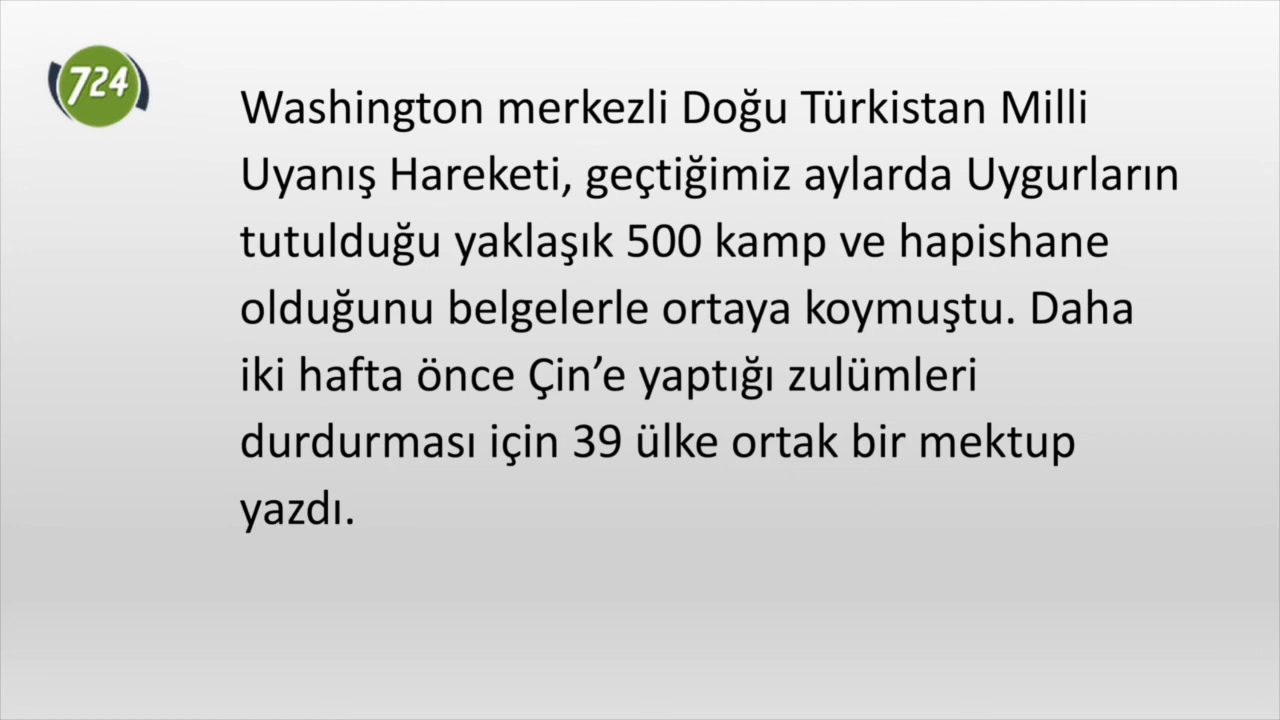 724
Washington merkezli Doğu Türkistan Milli
Uyanış Hareketi, geçtiğimiz aylarda Uygurların
tutulduğu yaklaşık 500 kamp ve hapishane
olduğunu belgelerle ortaya koymuştu. Daha
iki hafta önce Çin’e yaptığı zulümleri
durdurması için 39 ülke ortak bir mektup
yazdı.